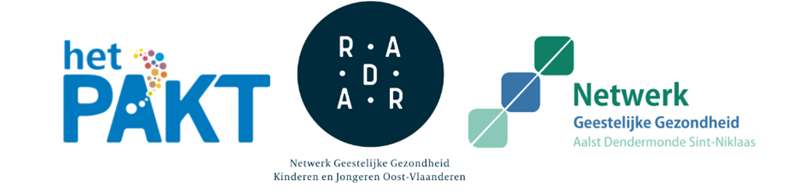 het
PAKT
R · A
· D ·
A · R
Netwerk Geestelijke Gezondheid
Kinderen en Jongeren Oost-Vlaanderen
Netwerk
Geestelijke Gezondheid
Aalst Dendermonde Sint-Niklaas